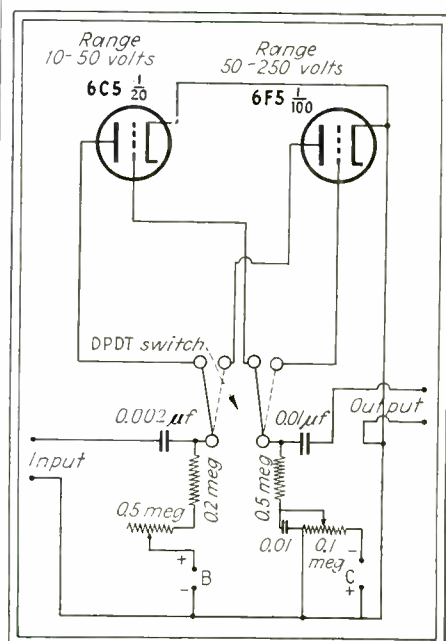 Range
10-50 volts
6C5 1/20
Range
50-250 volts
6F5 1/100
DPDT switch
0.002 µf
0.01 µf
Output
Input
0.2 meg
0.5 meg
0.5 meg
0.01
0.1
meg
+
B
-
-
C
+